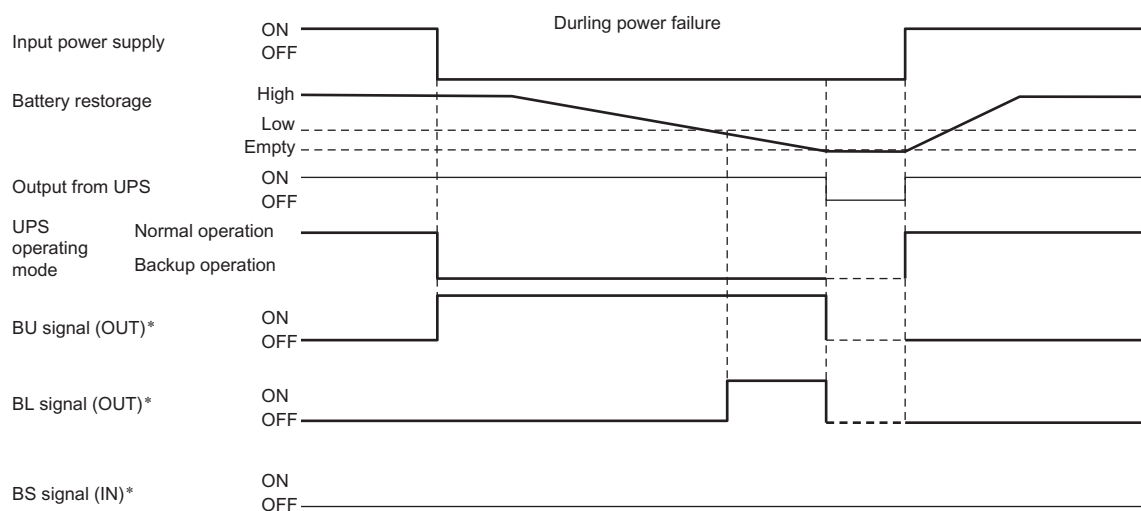 Durling power failure
Input power supply ON
OFF
Battery restorage High
Low
Empty
Output from UPS ON
OFF
UPS operating mode Normal operation
Backup operation
BU signal (OUT)* ON
OFF
BL signal (OUT)* ON
OFF
BS signal (IN)* ON
OFF